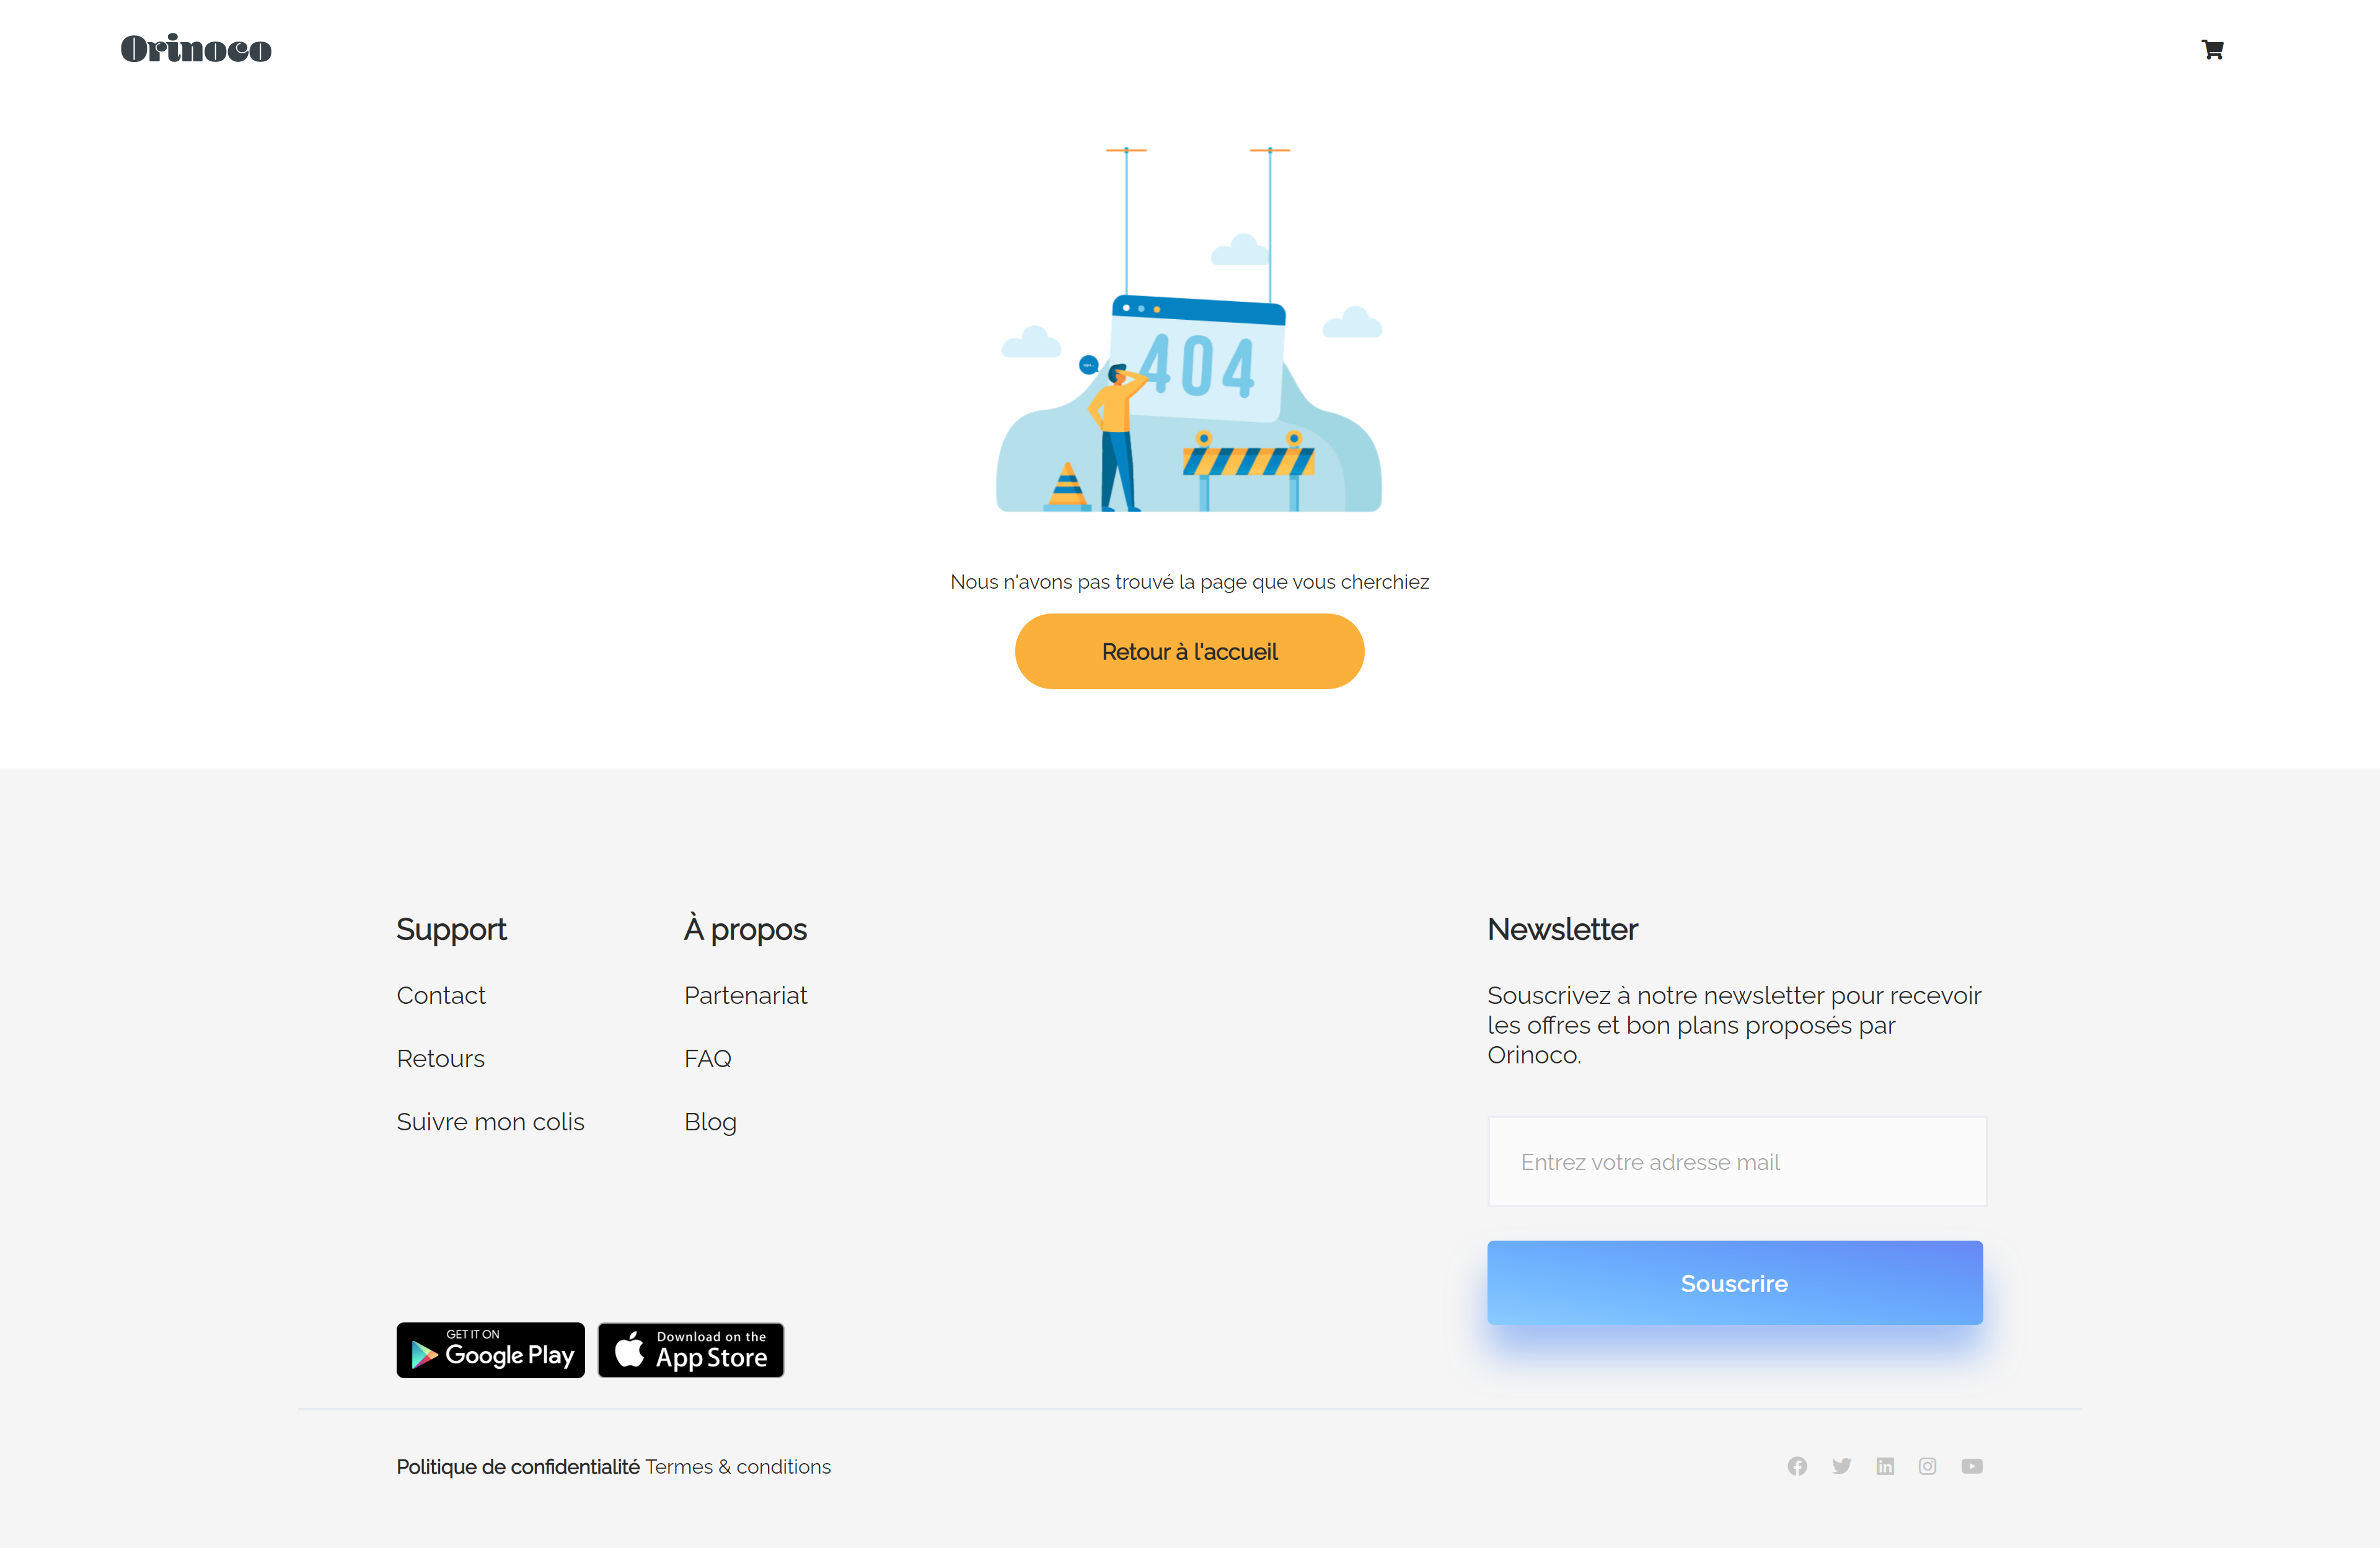 Orinoco
404
Nous n'avons pas trouvé la page que vous cherchiez
Retour à l'accueil
Support
Contact
Retours
Suivre mon colis
À propos
Partenariat
FAQ
Blog
Newsletter
Souscrivez à notre newsletter pour recevoir
les offres et bon plans proposés par
Orinoco.
Entrez votre adresse mail
Souscrire
GET IT ON
Google Play
Download on the
App Store
Politique de confidentialité Termes & conditions